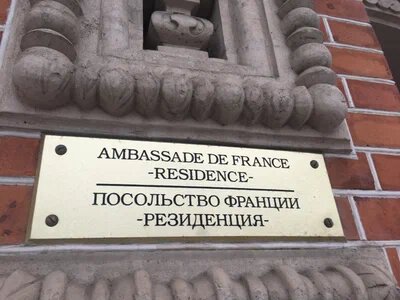 AMBASSADE DE FRANCE
-RESIDENCE-
ПОСОЛЬСТВО ФРАНЦИИ
-РЕЗИДЕНЦИЯ-